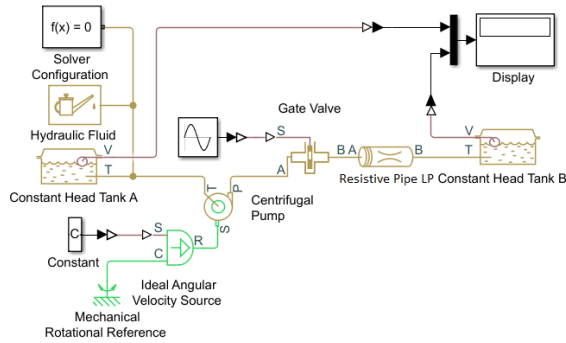 f(x) = 0
Solver
Configuration
Hydraulic Fluid
V
T
Constant Head Tank A
C
Constant
S
C
R
Ideal Angular
Velocity Source
Mechanical
Rotational Reference
T
P
S
Centrifugal
Pump
S
Gate Valve
A
B
A
B
Resistive Pipe LP
V
T
Constant Head Tank B
Display